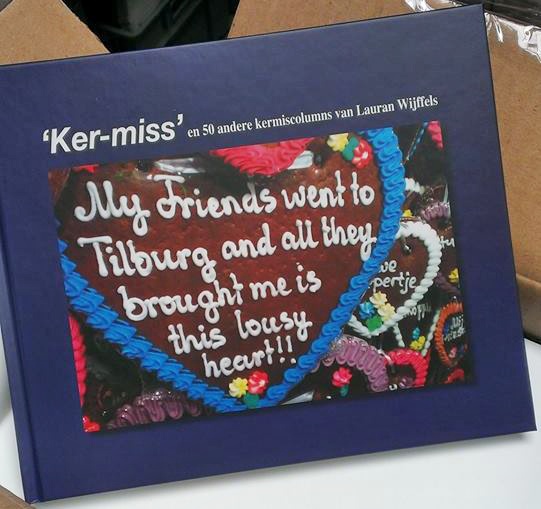 'Ker-miss' en 50 andere kermiscolumns van Lauran Wijffels
My Friends went to
Tilburg and all they
brought me is
this lousy
heart!!
pertje